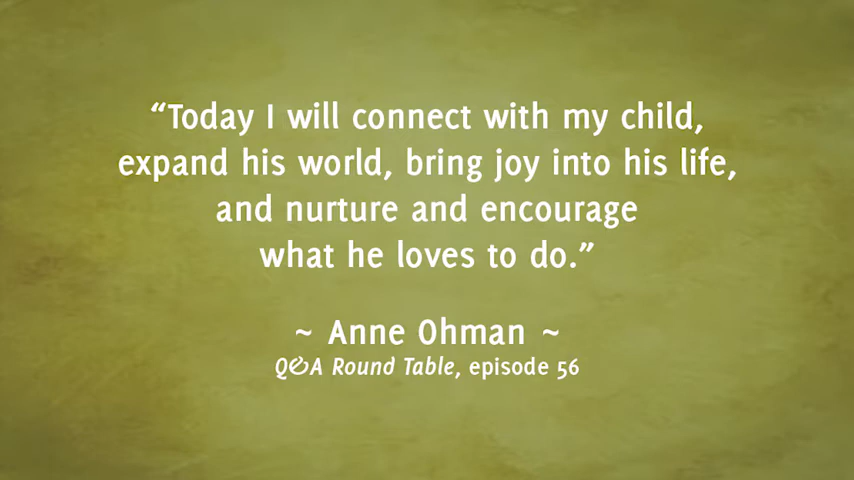 “Today I will connect with my child,
expand his world, bring joy into his life,
and nurture and encourage
what he loves to do.”
~ Anne Ohman ~
Q&A Round Table, episode 56